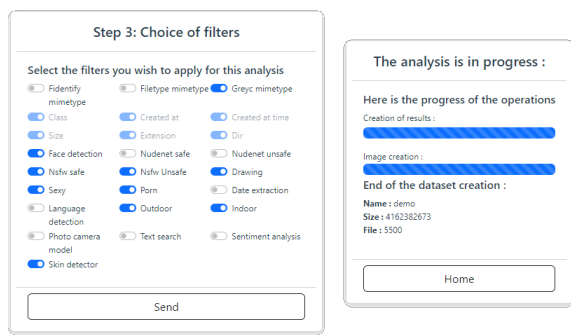 Step 3: Choice of filters
Select the filters you wish to apply for this analysis
Fidentify mimetype
Filetype mimetype
Greyc mimetype
Class
Created at
Created at time
Size
Extension
Dir
Face detection
Nudenet safe
Nudenet unsafe
Nsfw safe
Nsfw Unsafe
Drawing
Sexy
Porn
Date extraction
Language detection
Outdoor
Indoor
Photo camera model
Text search
Sentiment analysis
Skin detector
Send
The analysis is in progress :
Here is the progress of the operations
Creation of results :
Image creation :
End of the dataset creation :
Name : demo
Size : 4162382673
File : 5500
Home